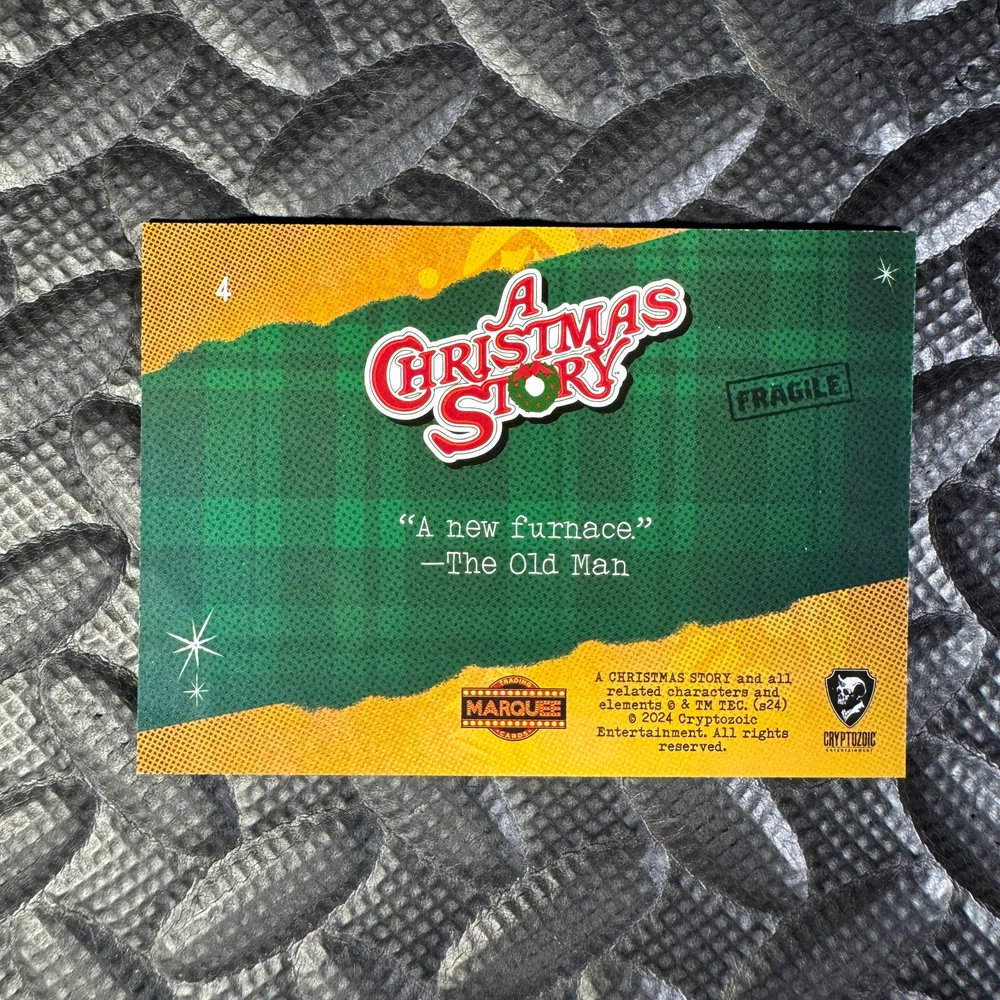 4
A
CHRISTMAS
STORY
FRAGILE
“A new furnace.”
—The Old Man
TRADING
MARQUEE
CARDS
A CHRISTMAS STORY and all
related characters and
elements © & TM TEC. (s24)
© 2024 Cryptozoic
Entertainment. All rights
reserved.
CRYPTOZOIC
ENTERTAINMENT